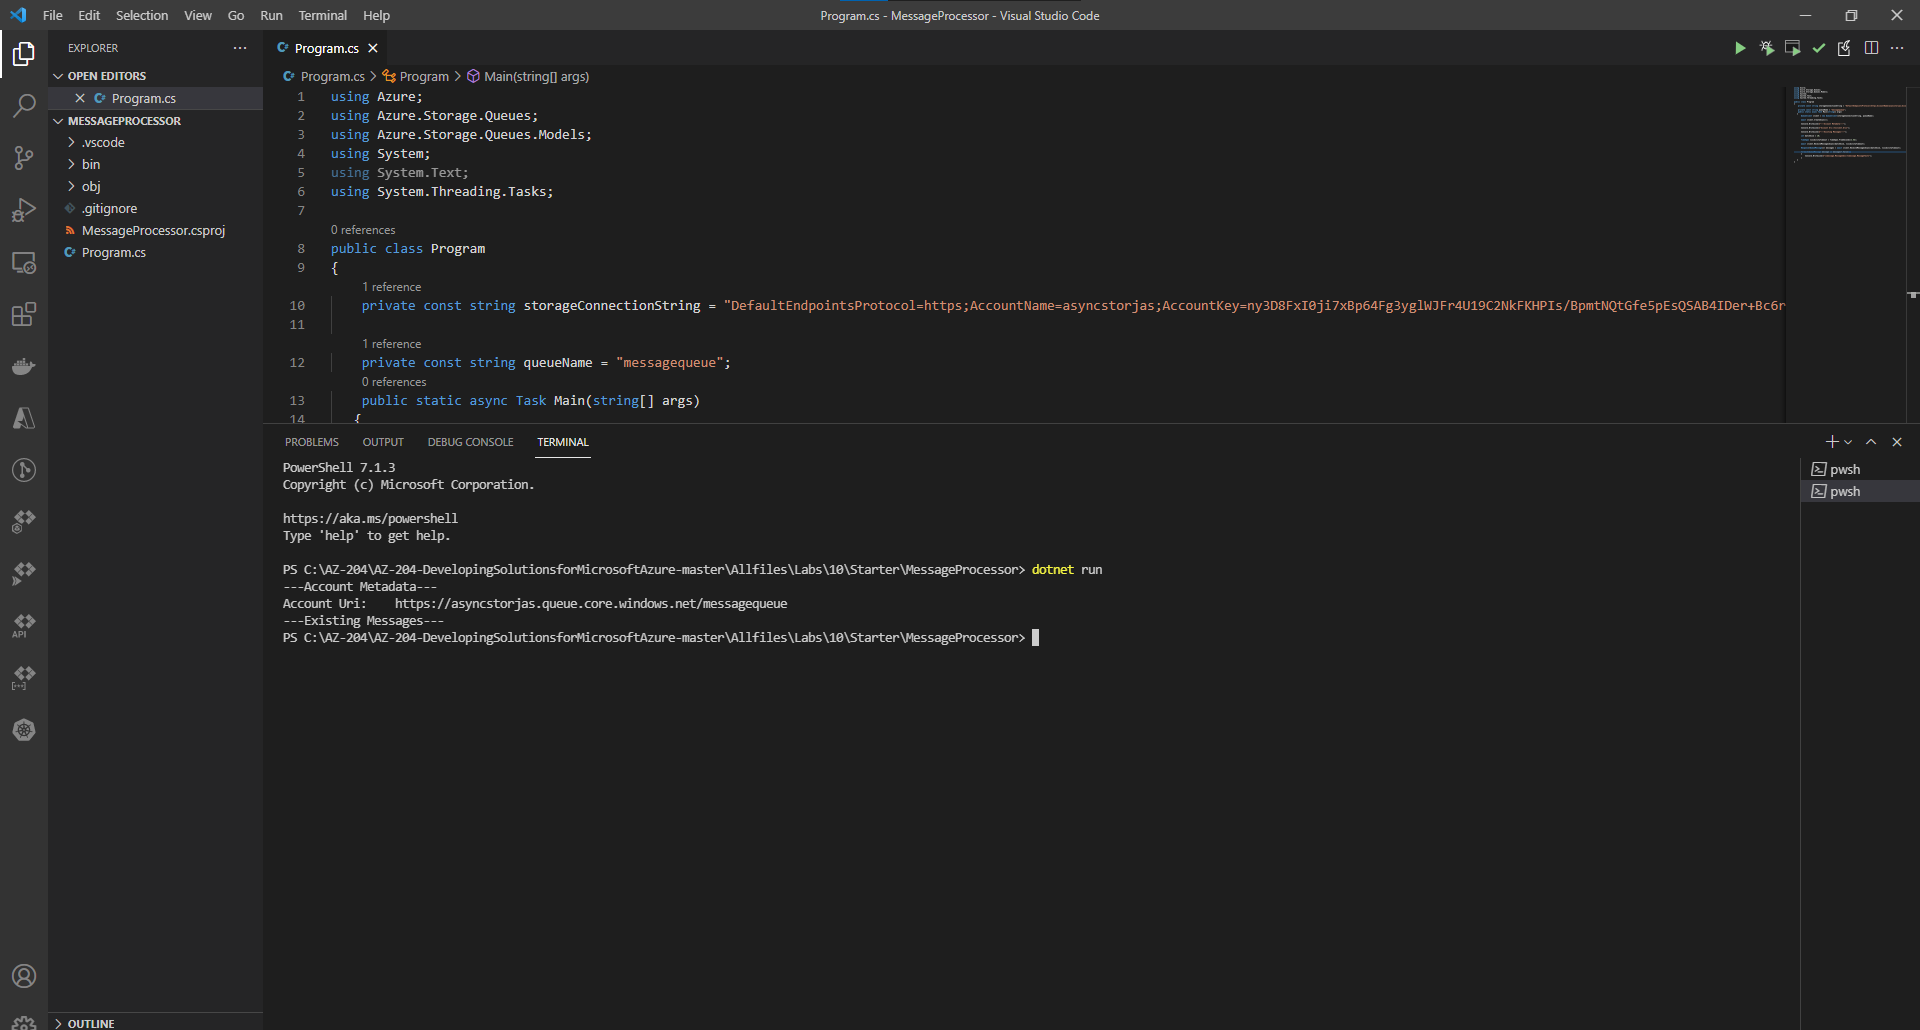 File Edit Selection View Go Run Terminal Help
Program.cs - MessageProcessor - Visual Studio Code
EXPLORER
OPEN EDITORS
Program.cs
MESSAGEPROCESSOR
.vscode
bin
obj
.gitignore
MessageProcessor.csproj
Program.cs
OUTLINE
API
Program.cs
Program.cs > Program > Main(string[] args)
1 using Azure;
2 using Azure.Storage.Queues;
3 using Azure.Storage.Queues.Models;
4 using System;
5 using System.Text;
6 using System.Threading.Tasks;
7
0 references
8 public class Program
9 {
1 reference
10 private const string storageConnectionString = "DefaultEndpointsProtocol=https;AccountName=asyncstorjas;AccountKey=
11
1 reference
12 private const string queueName = "messagequeue";
0 references
13 public static async Task Main(string[] args)
14 {
PROBLEMS OUTPUT DEBUG CONSOLE TERMINAL
PowerShell 7.1.3
Copyright (c) Microsoft Corporation.
https://aka.ms/powershell
Type 'help' to get help.
PS C:\AZ-204\AZ-204-DevelopingSolutionsforMicrosoftAzure-master\Allfiles\Labs\10\Starter\MessageProcessor> dotnet run
---Account Metadata---
Account Uri: https://asyncstorjas.queue.core.windows.net/messagequeue
---Existing Messages---
PS C:\AZ-204\AZ-204-DevelopingSolutionsforMicrosoftAzure-master\Allfiles\Labs\10\Starter\MessageProcessor>
pwsh
pwsh